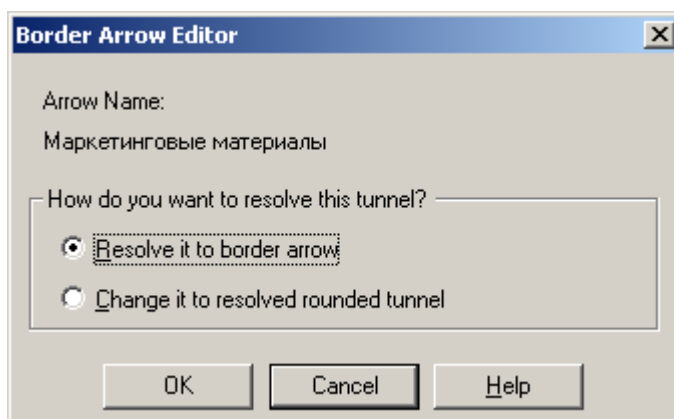 Border Arrow Editor
Arrow Name:
Маркетинговые материалы
How do you want to resolve this tunnel?
Resolve it to border arrow
Change it to resolved rounded tunnel
OK Cancel Help